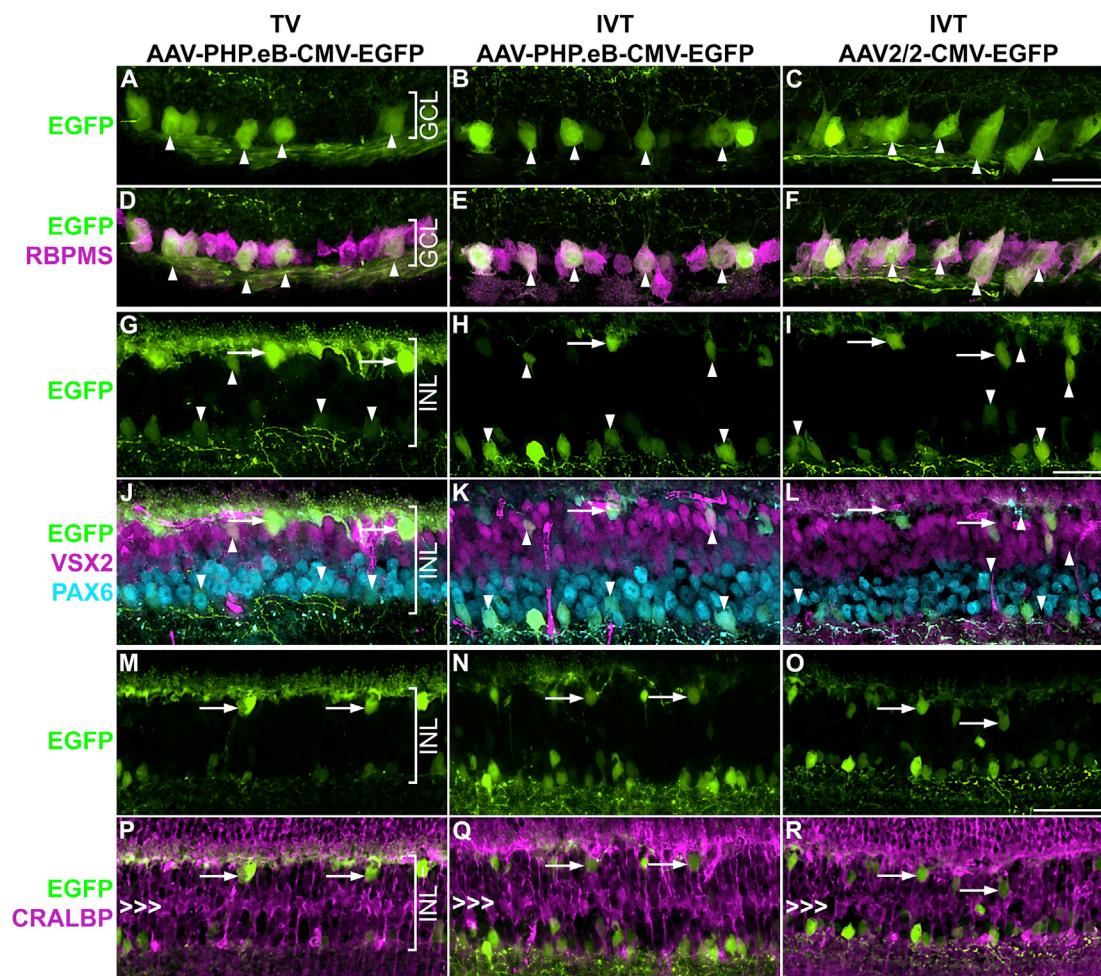 TV
AAV-PHP.eB-CMV-EGFP
IVT
AAV-PHP.eB-CMV-EGFP
IVT
AAV2/2-CMV-EGFP
EGFP
A
GCL
B
C
EGFP
RBPMS
D
GCL
E
F
EGFP
G
INL
H
I
EGFP
VSX2
PAX6
J
INL
K
L
EGFP
M
INL
N
O
EGFP
CRALBP
P
>>>
INL
Q
>>>
R
>>>